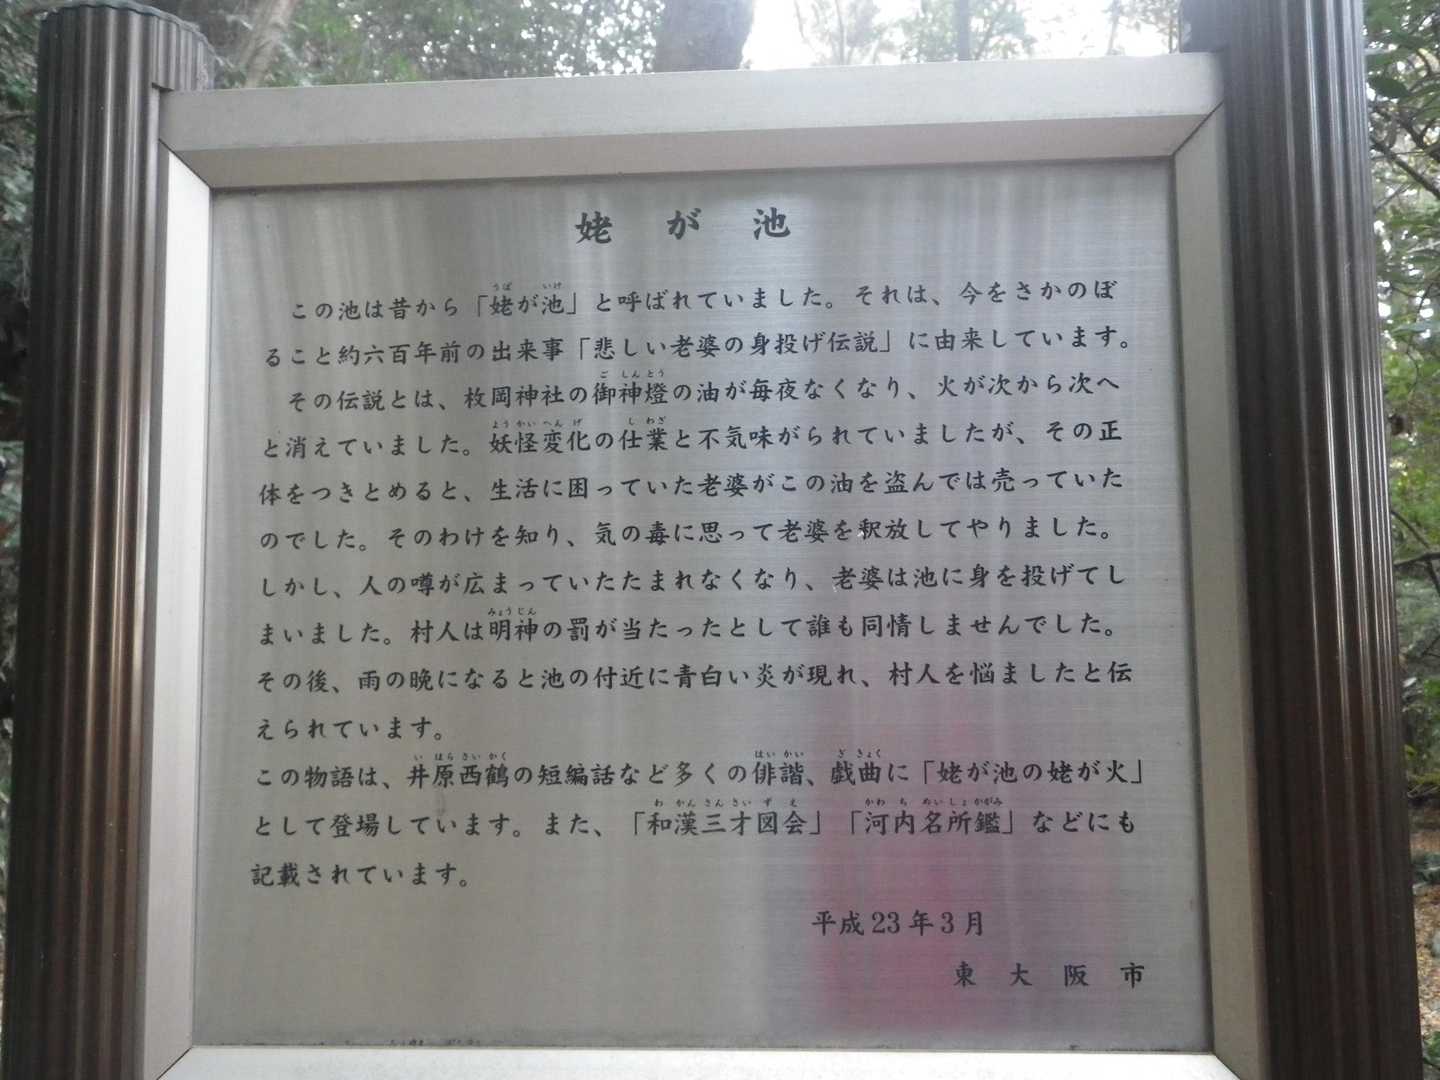 姥が池
この池は昔から「姥が池」と呼ばれていました。それは、今をさかのぼ
ること約六百年前の出来事「悲しい老婆の身投げ伝説」に由来しています。
その伝説とは、枚岡神社の御神燈の油が毎夜なくなり、火が次から次へ
と消えていました。妖怪変化の仕業と不気味がられていましたが、その正
体をつきとめると、生活に困っていた老婆がこの油を盗んでは売っていた
のでした。そのわけを知り、気の毒に思って老婆を釈放してやりました。
しかし、人の噂が広まっていたたまれなくなり、老婆は池に身を投げてし
まいました。村人は明神の罰が当たったとして誰も同情しませんでした。
その後、雨の晩になると池の付近に青白い炎が現れ、村人を悩ましたと伝
えられています。
この物語は、井原西鶴の短編話など多くの俳諧、戯曲に「姥が池の姥が火」
として登場しています。また、「和漢三才図会」「河内名所鑑」などにも
記載されています。
平成23年3月
東大阪市